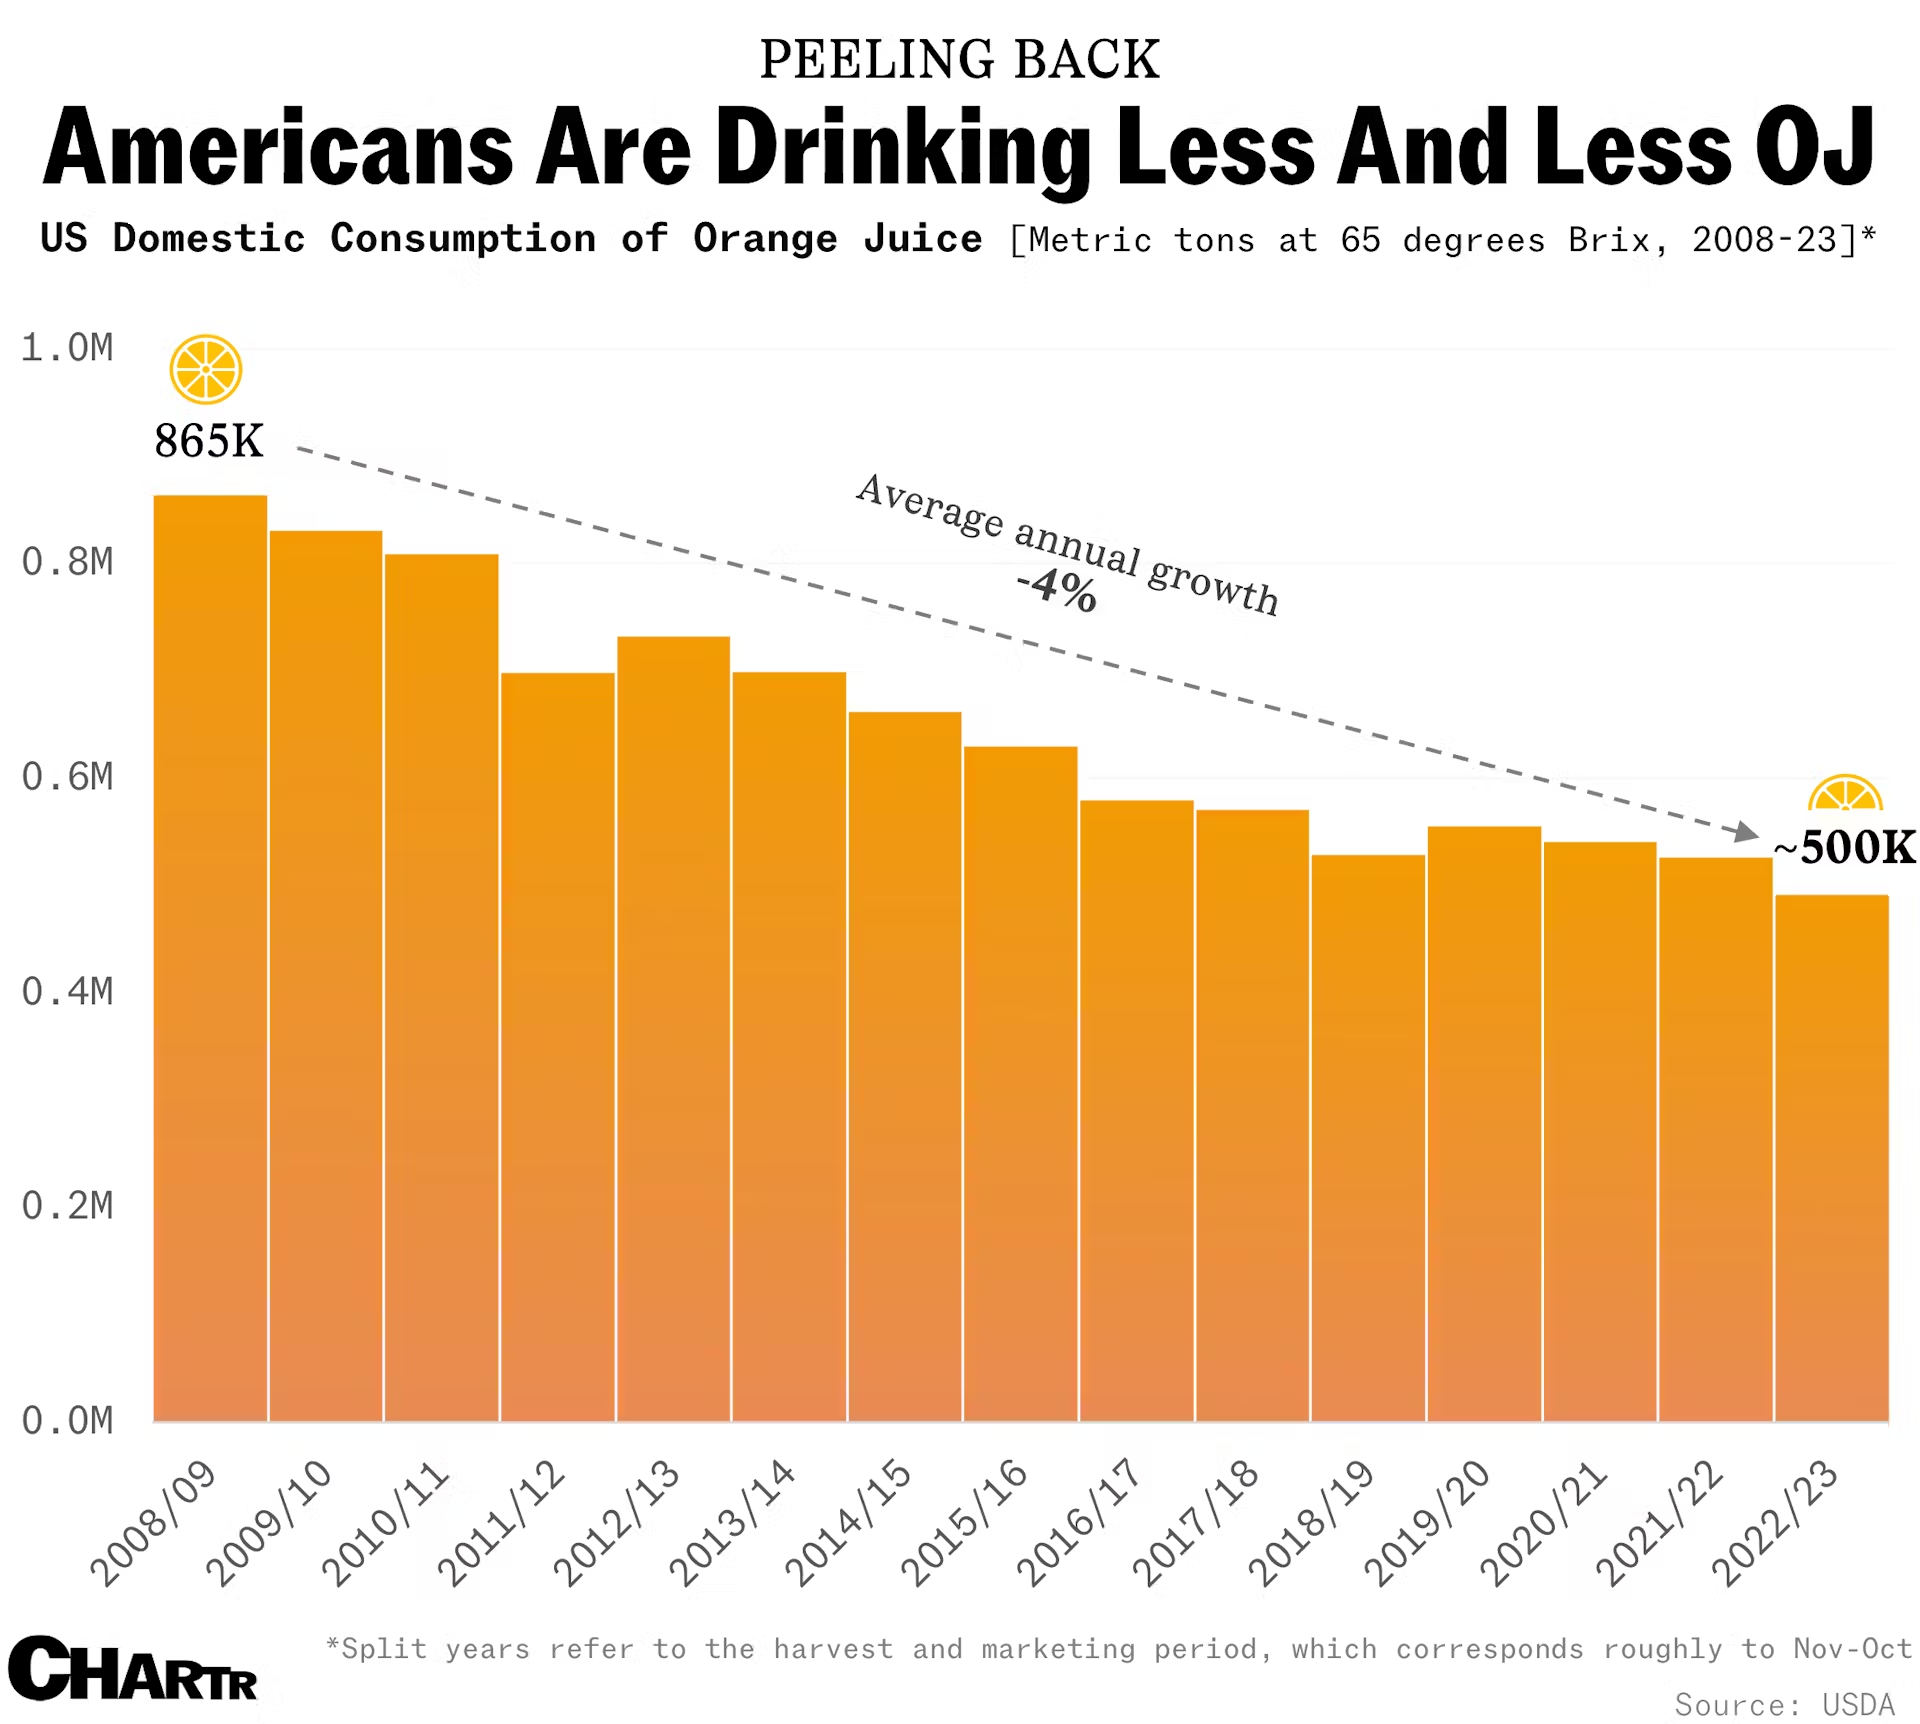 PEELING BACK
Americans Are Drinking Less And Less OJ
US Domestic Consumption of Orange Juice [Metric tons at 65 degrees Brix, 2008-23]*
1.0M
865K
Average annual growth
-4%
0.8M
0.6M
~500K
0.4M
0.2M
0.0M
2008/09
2009/10
2010/11
2011/12
2012/13
2013/14
2014/15
2015/16
2016/17
2017/18
2018/19
2019/20
2020/21
2021/22
2022/23
CHARTR
*Split years refer to the harvest and marketing period, which corresponds roughly to Nov-Oct
Source: USDA